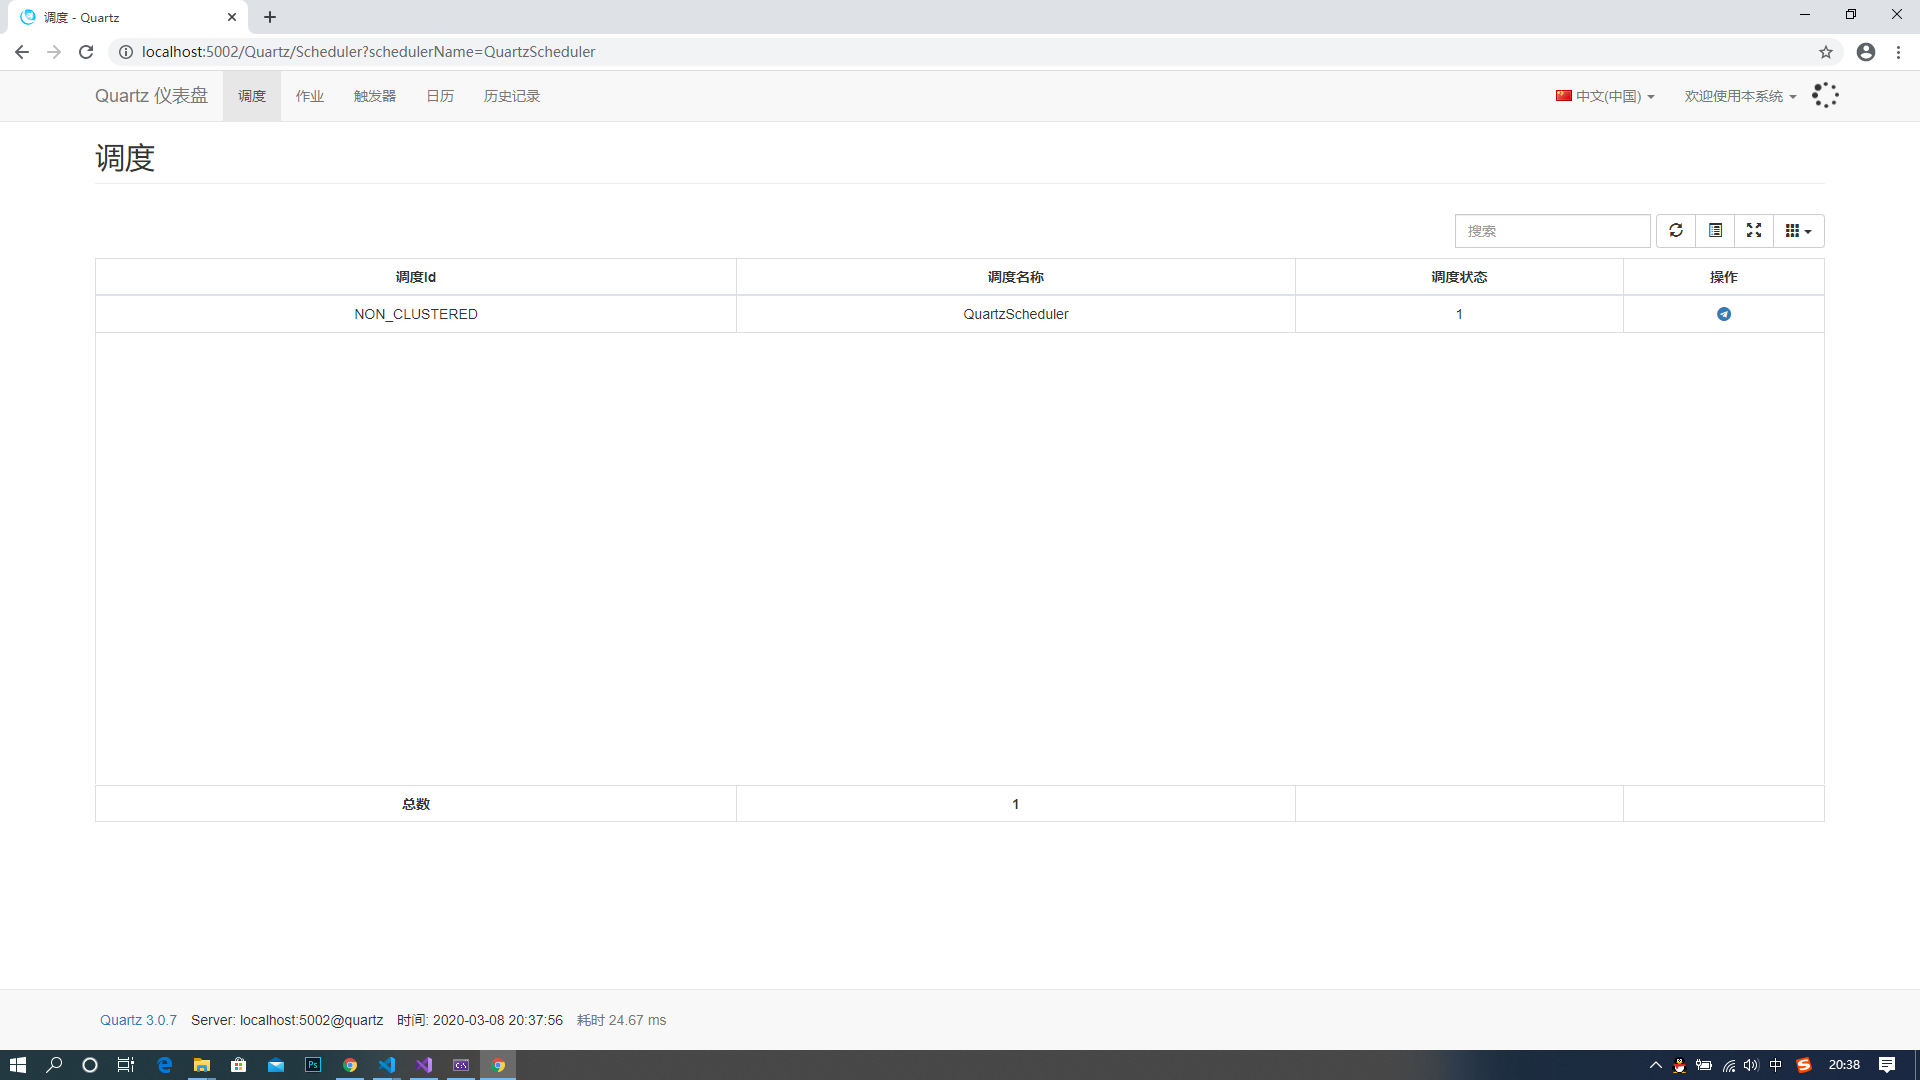 调度 - Quartz
localhost:5002/Quartz/Scheduler?schedulerName=QuartzScheduler
Quartz 仪表盘 调度 作业 触发器 日历 历史记录 中文(中国) 欢迎使用本系统
调度
搜索
调度Id 调度名称 调度状态 操作
NON_CLUSTERED QuartzScheduler 1
总数 1
Quartz 3.0.7 Server: localhost:5002@quartz 时间: 2020-03-08 20:37:56 耗时 24.67 ms
Ps C:\ 中 S 20:38